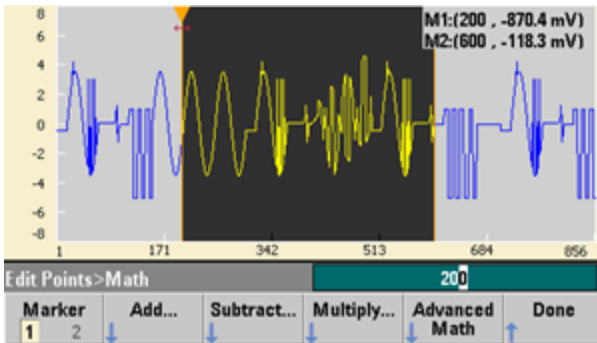 8
6
4
2
0
-2
-4
-6
-8
M1:(200 , -870.4 mV)
M2:(600 , -118.3 mV)
1 171 342 513 684 856
Edit Points>Math 200
Marker Add... Subtract... Multiply... Advanced Math Done
1 2